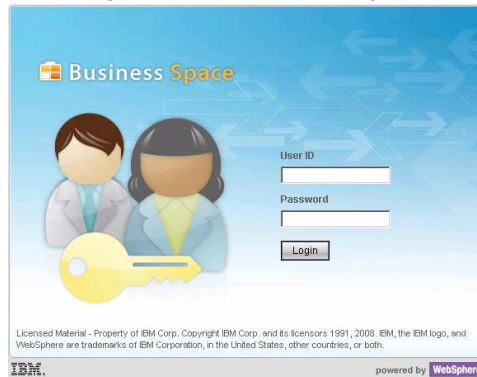 Business Space
User ID
Password
Login
Licensed Material - Property of IBM Corp. Copyright IBM Corp. and its licensors 1991, 2008. IBM, the IBM logo, and
WebSphere are trademarks of IBM Corporation, in the United States, other countries, or both.
IBM.
powered by WebSphere